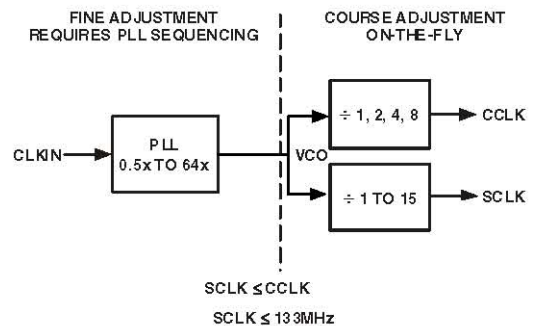 FINE ADJUSTMENT
REQUIRES PLL SEQUENCING
COURSE ADJUSTMENT
ON-THE-FLY
CLKIN
PLL
0.5x TO 64x
VCO
÷ 1, 2, 4, 8
CCLK
÷ 1 TO 15
SCLK
SCLK ≤ CCLK
SCLK ≤ 133MHz